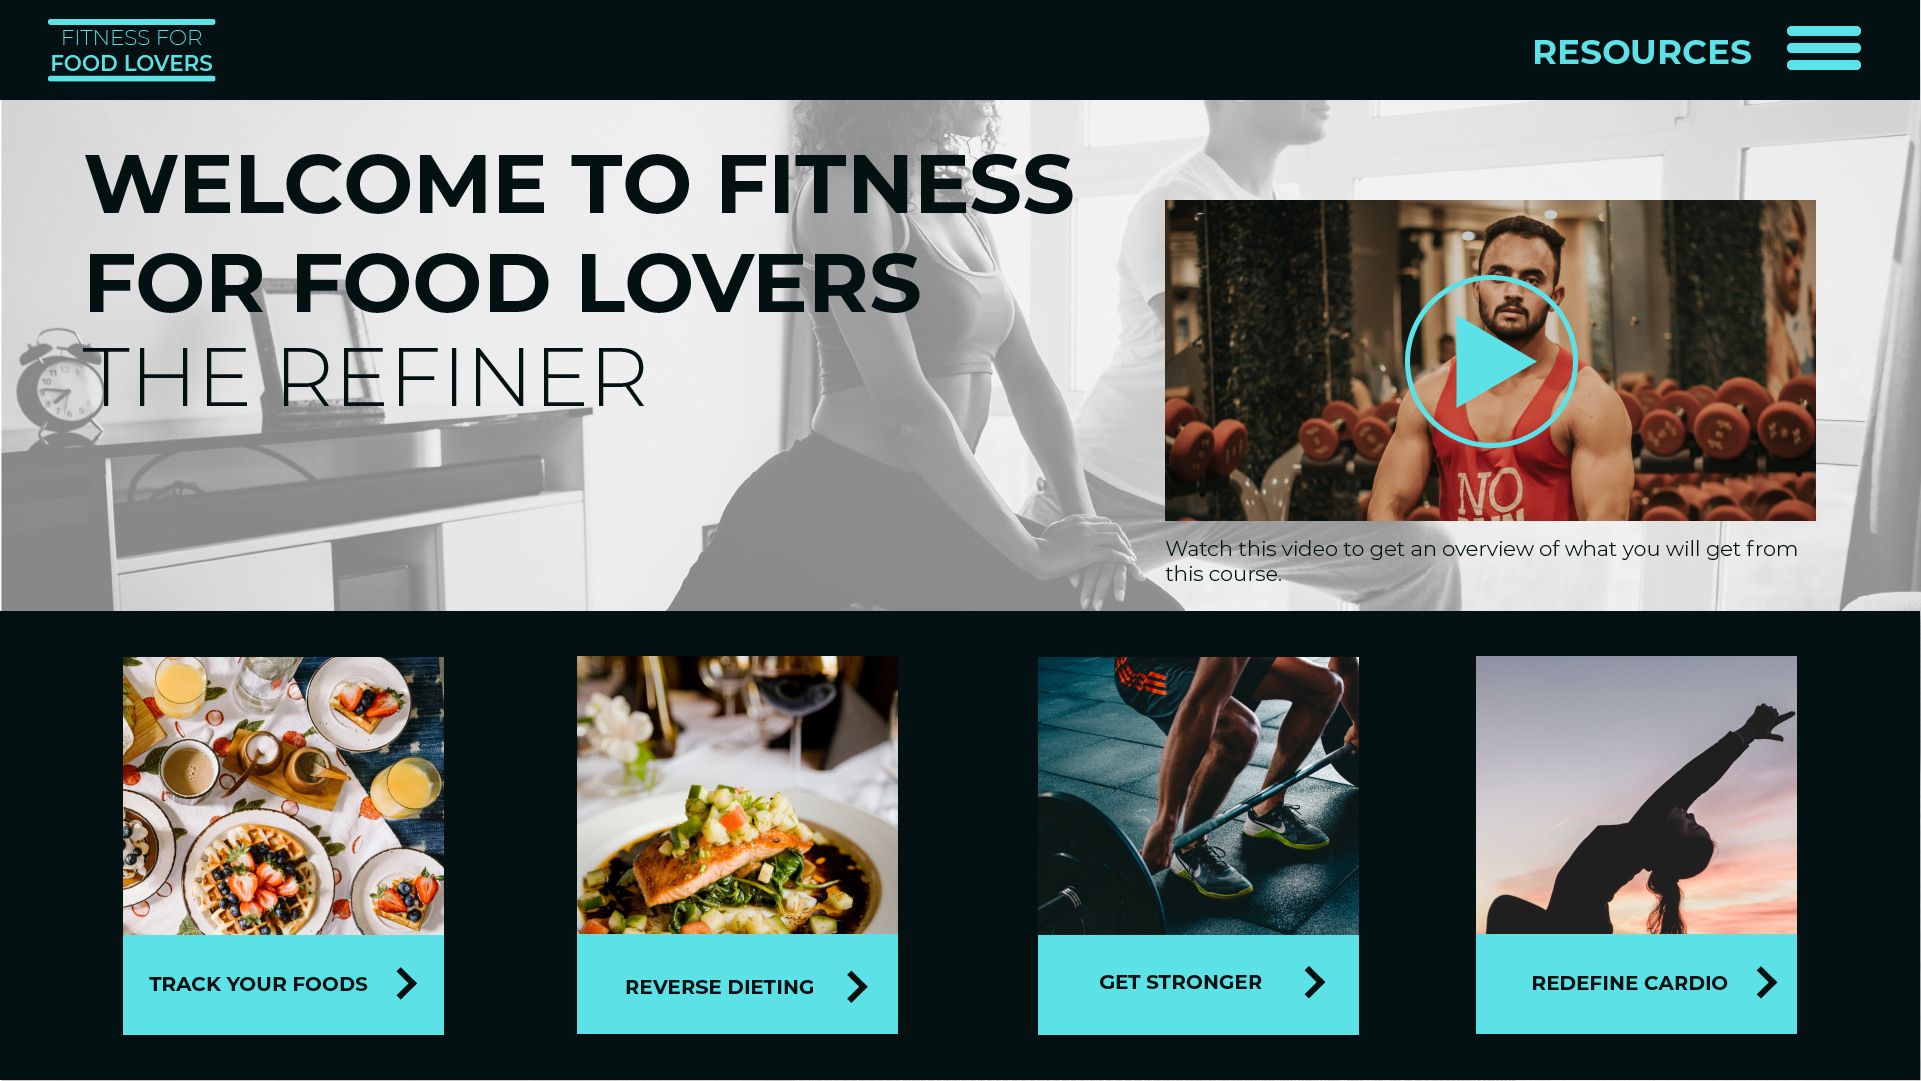 FITNESS FOR
FOOD LOVERS
RESOURCES
WELCOME TO FITNESS
FOR FOOD LOVERS
THE REFINER
NO
Watch this video to get an overview of what you will get from
this course.
TRACK YOUR FOODS
REVERSE DIETING
GET STRONGER
REDEFINE CARDIO